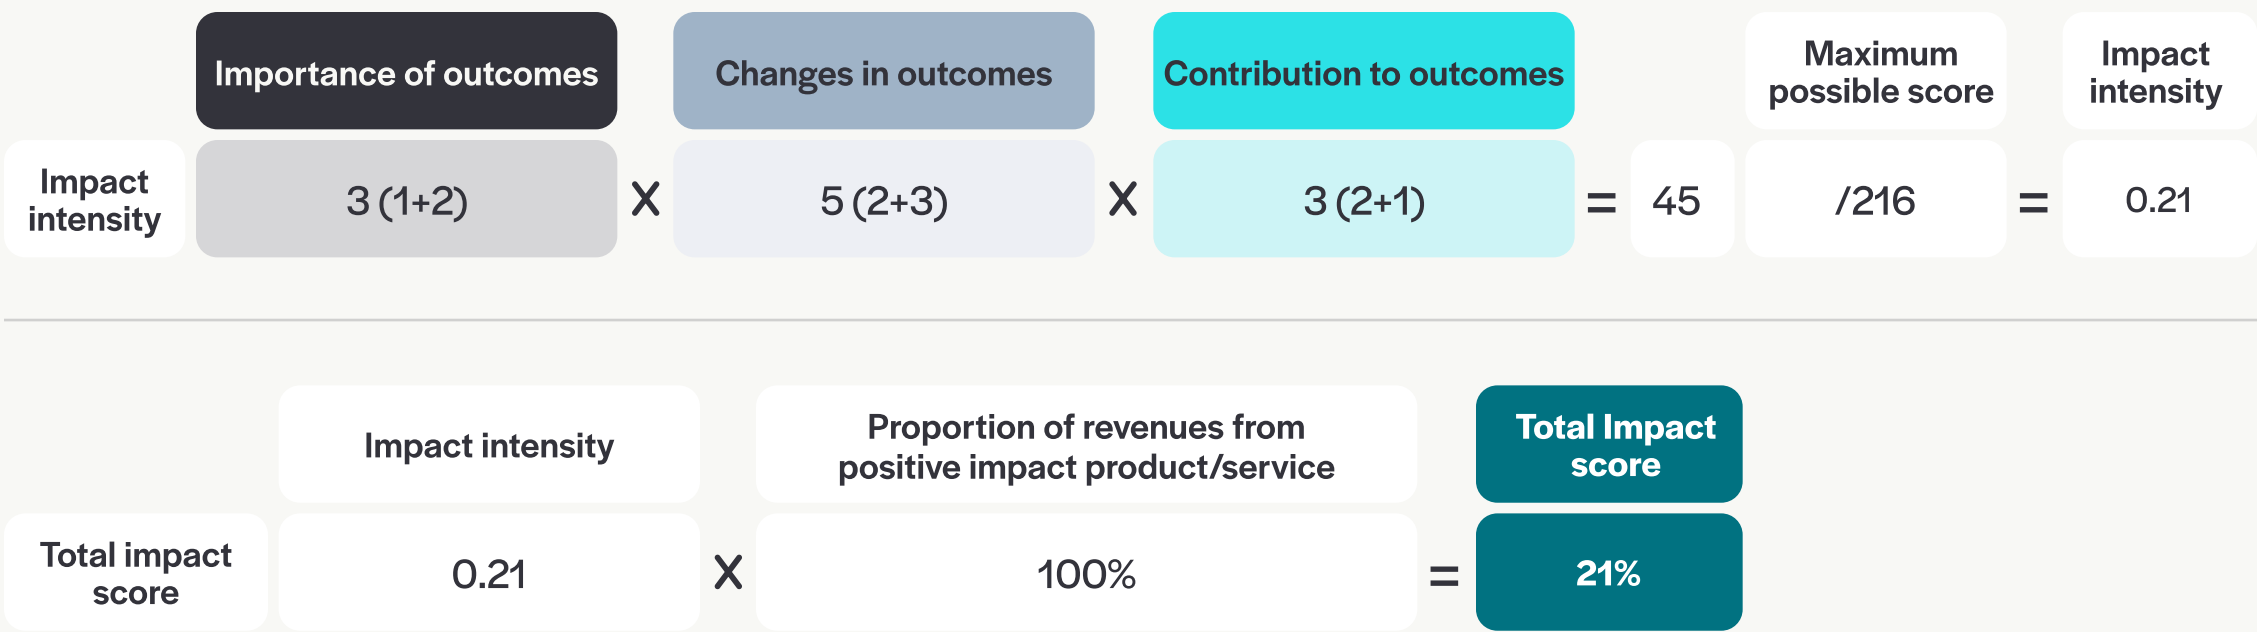 Importance of outcomes
Changes in outcomes
Contribution to outcomes
Maximum
possible score
Impact
intensity
Impact
intensity
3 (1+2)
X
5 (2+3)
X
3 (2+1)
=
45
/216
=
0.21
Impact intensity
Proportion of revenues from
positive impact product/service
Total Impact
score
Total impact
score
0.21
X
100%
=
21%